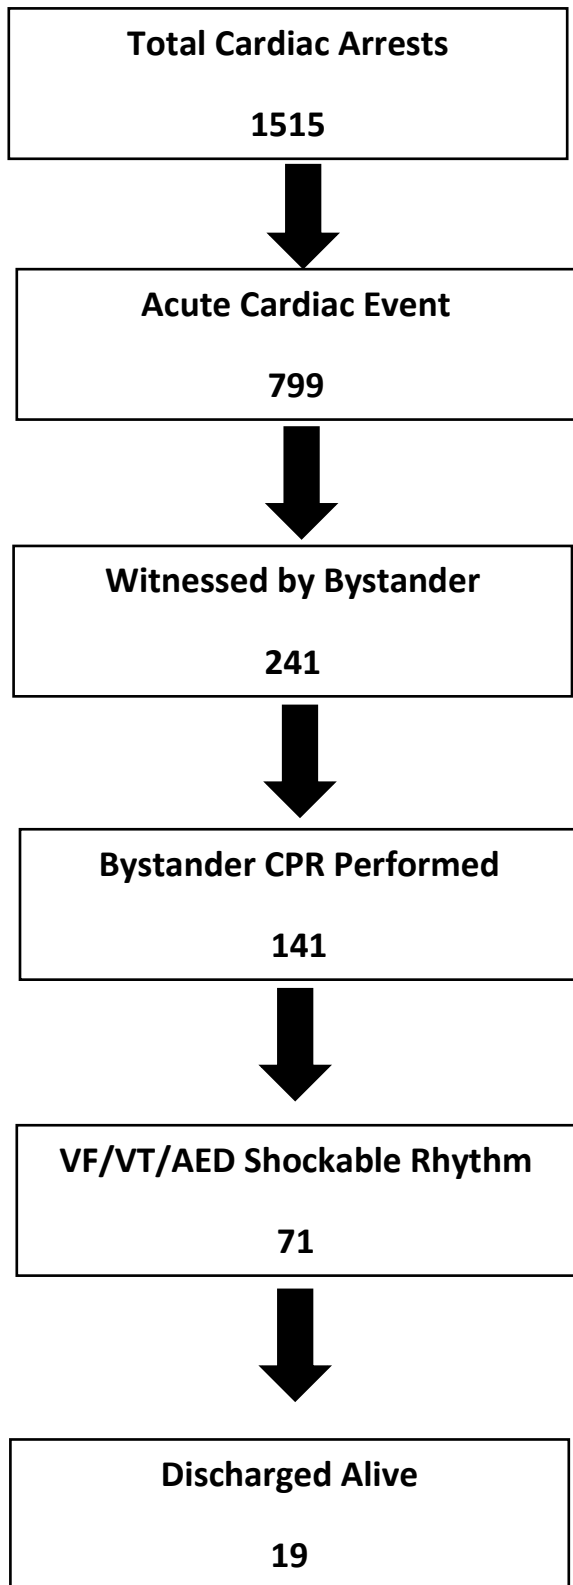 Total Cardiac Arrests
1515
Acute Cardiac Event
799
Witnessed by Bystander
241
Bystander CPR Performed
141
VF/VT/AED Shockable Rhythm
71
Discharged Alive
19